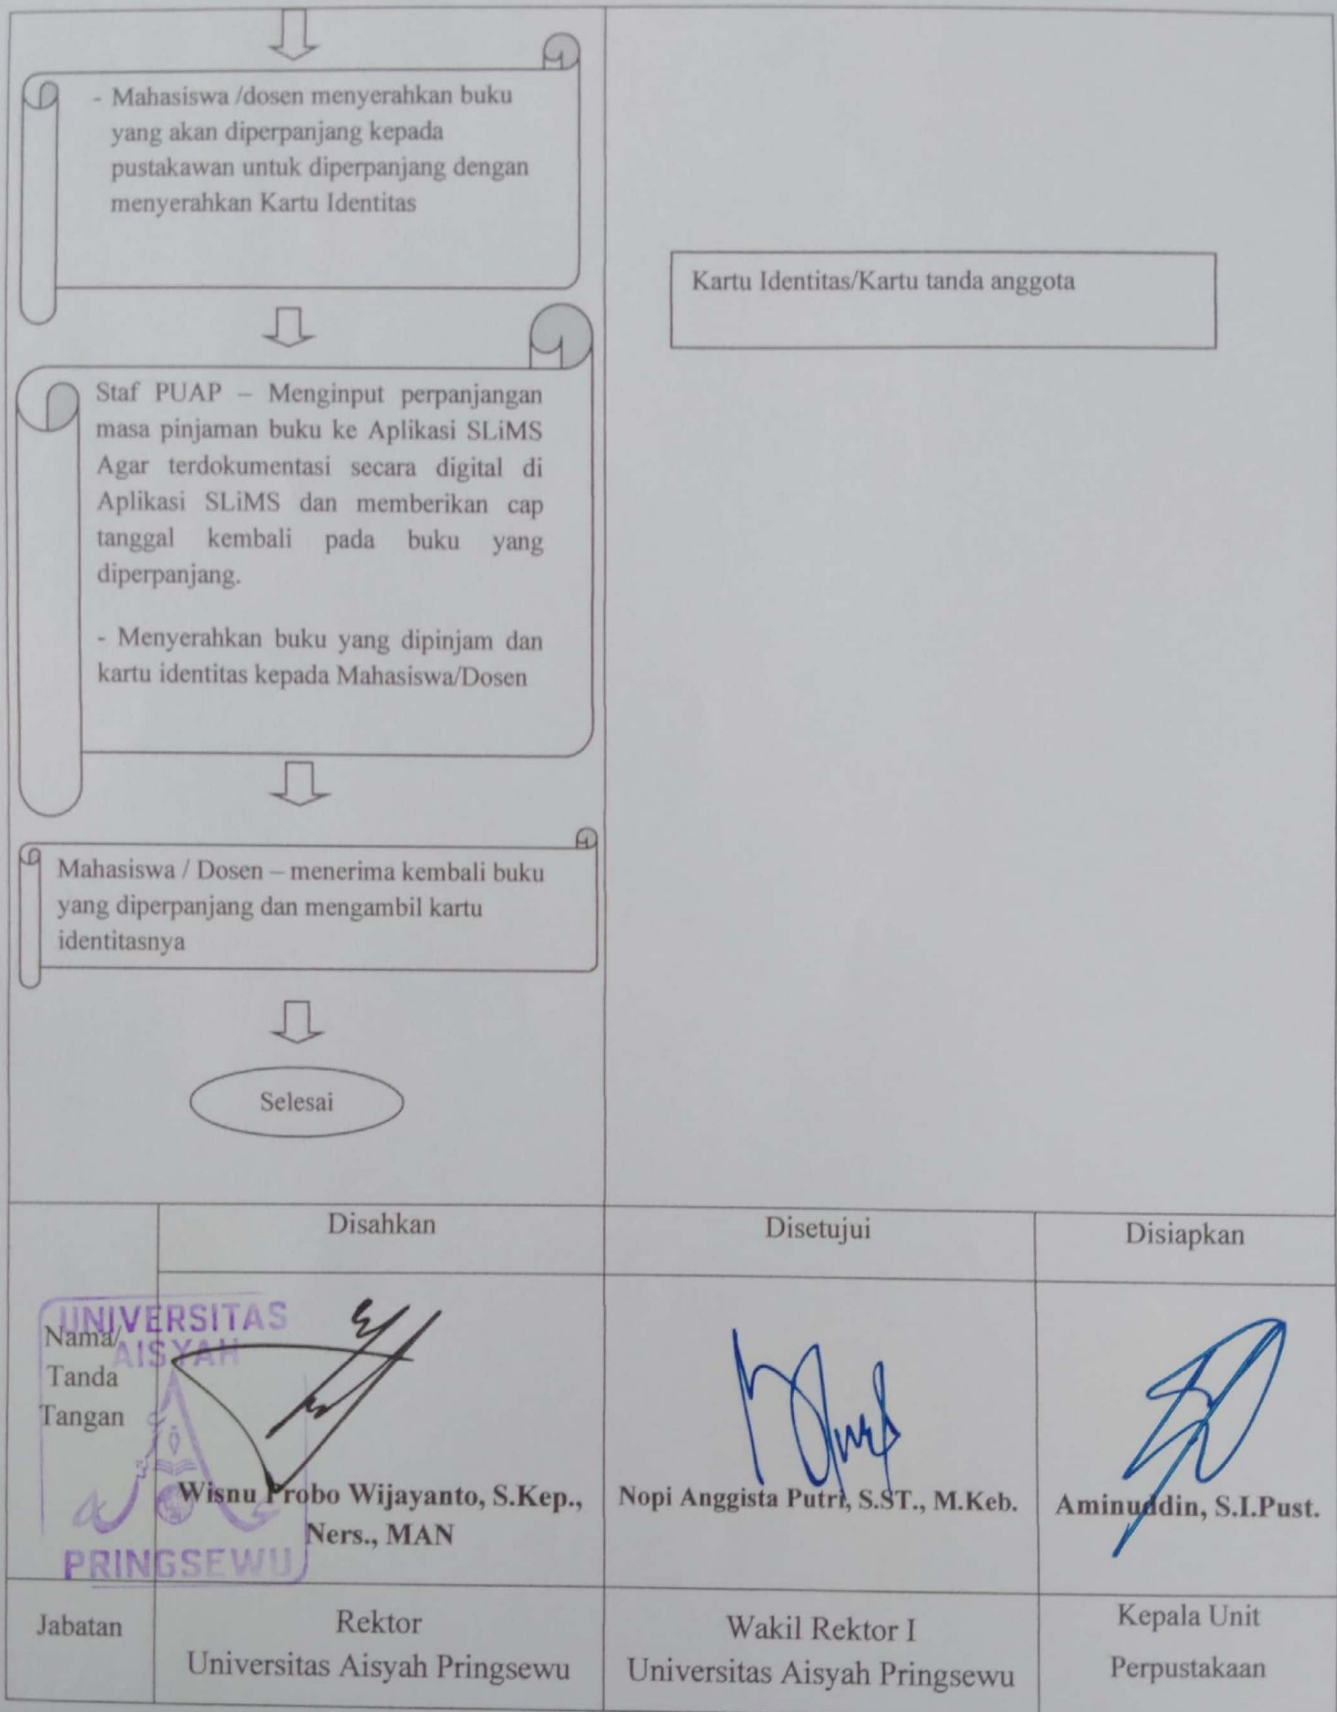 - Mahasiswa /dosen menyerahkan buku
yang akan diperpanjang kepada
pustakawan untuk diperpanjang dengan
menyerahkan Kartu Identitas
Kartu Identitas/Kartu tanda anggota
Staf PUAP – Menginput perpanjangan
masa pinjaman buku ke Aplikasi SLiMS
Agar terdokumentasi secara digital di
Aplikasi SLiMS dan memberikan cap
tanggal kembali pada buku yang
diperpanjang.
- Menyerahkan buku yang dipinjam dan
kartu identitas kepada Mahasiswa/Dosen
Mahasiswa / Dosen – menerima kembali buku
yang diperpanjang dan mengambil kartu
identitasnya
Selesai
Disahkan
Disetujui
Disiapkan
Nama/
Tanda
Tangan
UNIVERSITAS
AISYAH
PRINGSEWU
Wisnu Probo Wijayanto, S.Kep.,
Ners., MAN
Nopi Anggista Putri, S.ST., M.Keb.
Aminuddin, S.I.Pust.
Jabatan
Rektor
Universitas Aisyah Pringsewu
Wakil Rektor I
Universitas Aisyah Pringsewu
Kepala Unit
Perpustakaan